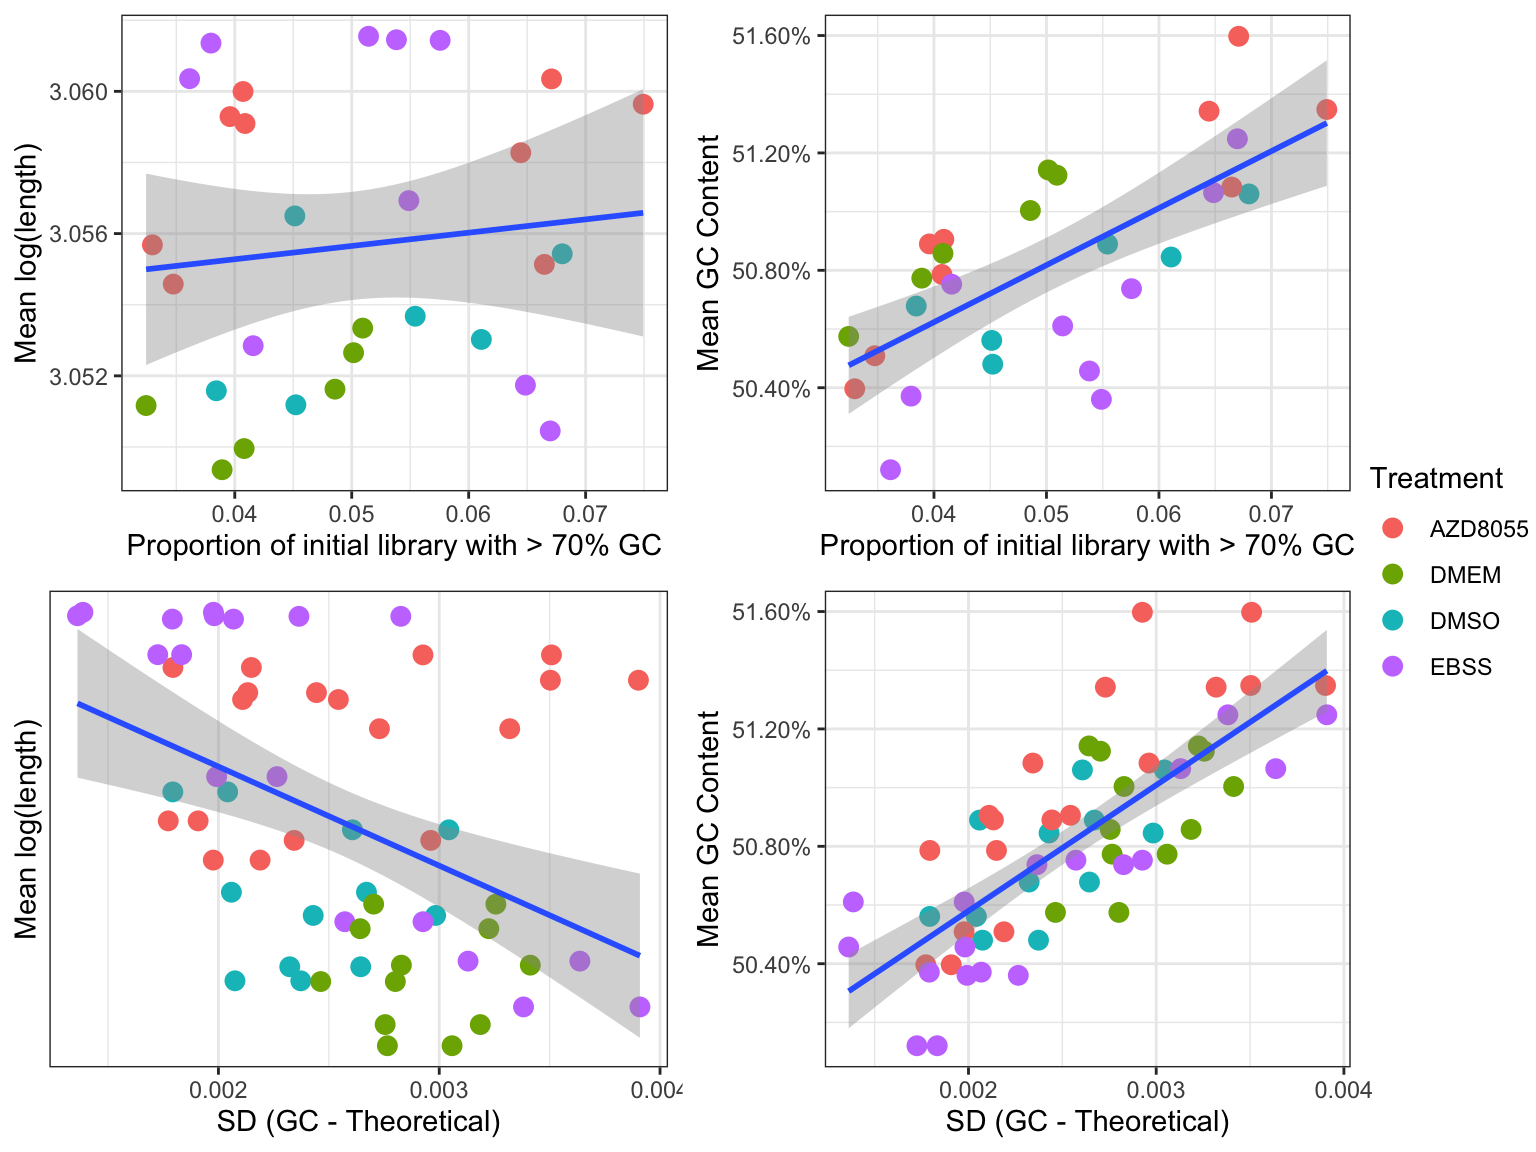 Mean log(length)
3.060
3.056
3.052
0.04 0.05 0.06 0.07
Proportion of initial library with > 70% GC
Mean GC Content
51.60%
51.20%
50.80%
50.40%
0.04 0.05 0.06 0.07
Proportion of initial library with > 70% GC
Mean log(length)
0.002 0.003 0.004
SD (GC - Theoretical)
Mean GC Content
51.60%
51.20%
50.80%
50.40%
0.002 0.003 0.004
SD (GC - Theoretical)
Treatment
AZD8055
DMEM
DMSO
EBSS